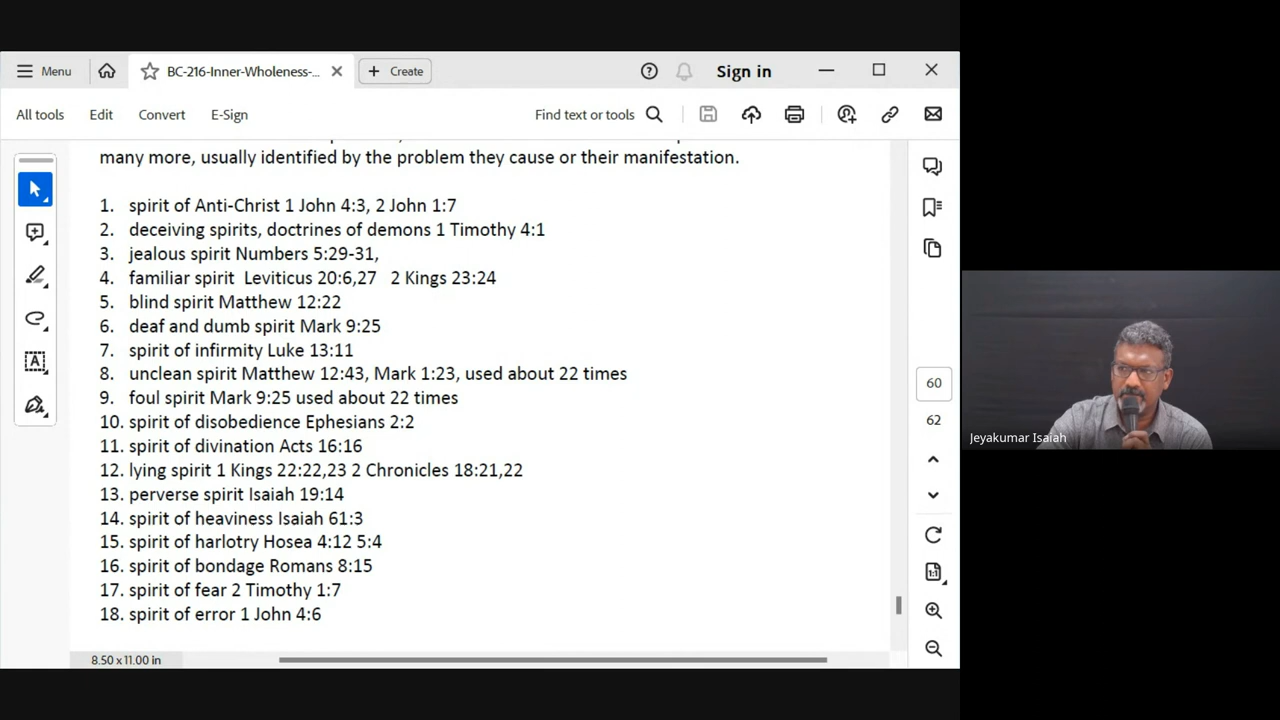 Menu
BC-216-Inner-Wholeness-...
Create
Sign in
All tools
Edit
Convert
E-Sign
Find text or tools
many more, usually identified by the problem they cause or their manifestation.
1. spirit of Anti-Christ 1 John 4:3, 2 John 1:7
2. deceiving spirits, doctrines of demons 1 Timothy 4:1
3. jealous spirit Numbers 5:29-31,
4. familiar spirit Leviticus 20:6,27 2 Kings 23:24
5. blind spirit Matthew 12:22
6. deaf and dumb spirit Mark 9:25
7. spirit of infirmity Luke 13:11
8. unclean spirit Matthew 12:43, Mark 1:23, used about 22 times
9. foul spirit Mark 9:25 used about 22 times
10. spirit of disobedience Ephesians 2:2
11. spirit of divination Acts 16:16
12. lying spirit 1 Kings 22:22,23 2 Chronicles 18:21,22
13. perverse spirit Isaiah 19:14
14. spirit of heaviness Isaiah 61:3
15. spirit of harlotry Hosea 4:12 5:4
16. spirit of bondage Romans 8:15
17. spirit of fear 2 Timothy 1:7
18. spirit of error 1 John 4:6
8.50 x 11.00 in
60
62
1:1
Jeyakumar Isaiah